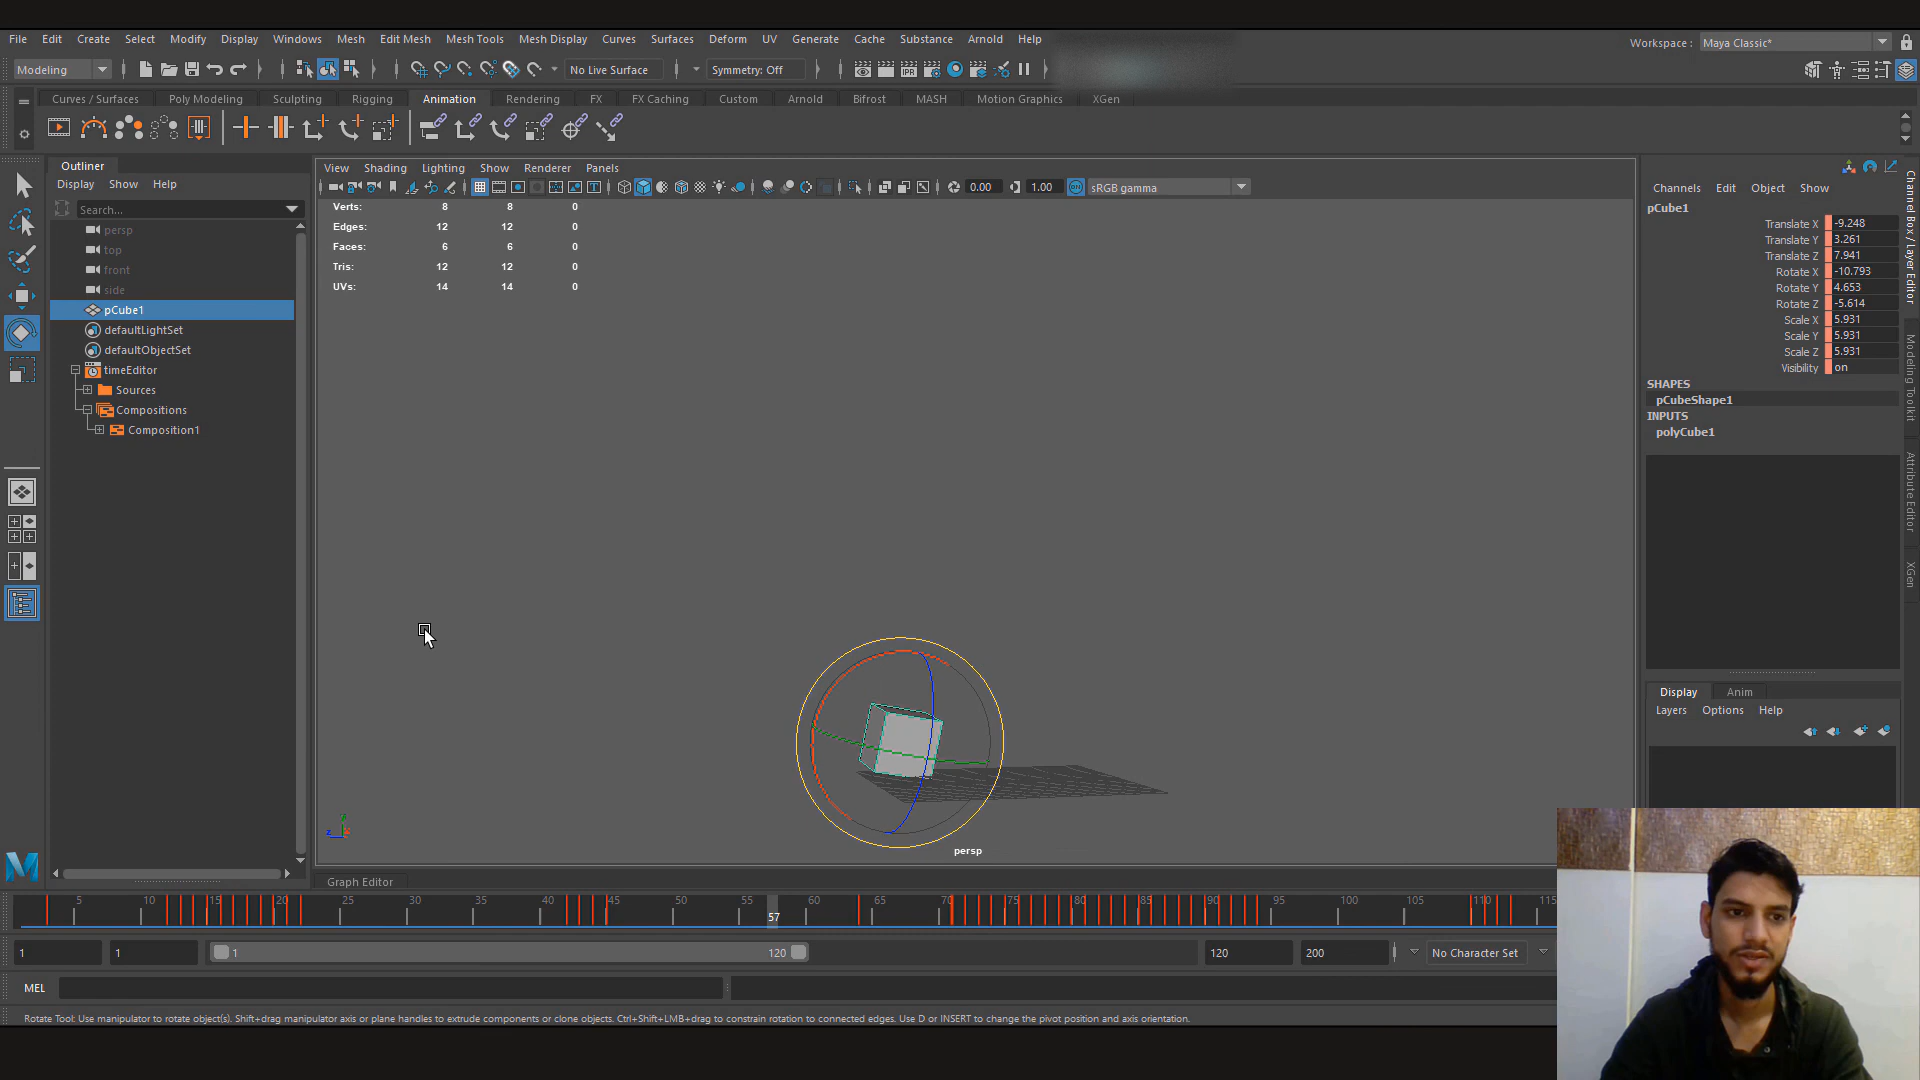 File Edit Create Select Modify Display Windows Mesh Edit Mesh Mesh Tools Mesh Display Curves Surfaces Deform UV Generate Cache Substance Arnold Help
Workspace : Maya Classic*
Modeling No Live Surface Symmetry: Off
IPR
Curves / Surfaces Poly Modeling Sculpting Rigging Animation Rendering FX FX Caching Custom Arnold Bifrost MASH Motion Graphics XGen
Outliner
Display Show Help
Search...
persp
top
front
side
pCube1
defaultLightSet
defaultObjectSet
timeEditor
Sources
Compositions
Composition1
View Shading Lighting Show Renderer Panels
0.00 1.00 ON sRGB gamma
Verts: 8 8 0
Edges: 12 12 0
Faces: 6 6 0
Tris: 12 12 0
UVs: 14 14 0
persp
Channels Edit Object Show
pCube1
Translate X -9.248
Translate Y 3.261
Translate Z 7.941
Rotate X -10.793
Rotate Y 4.653
Rotate Z -5.614
Scale X 5.931
Scale Y 5.931
Scale Z 5.931
Visibility on
SHAPES
pCubeShape1
INPUTS
polyCube1
Channel Box / Layer Editor
Modeling Toolkit
Attribute Editor
XGen
Display Anim
Layers Options Help
Graph Editor
5 10 15 20 25 30 35 40 45 50 55 60 65 70 75 80 85 90 95 100 105 110 115
57
1 1 1 120 120 200 No Character Set
MEL
Rotate Tool: Use manipulator to rotate object(s). Shift+drag manipulator axis or plane handles to extrude components or clone objects. Ctrl+Shift+LMB+drag to constrain rotation to connected edges. Use D or INSERT to change the pivot position and axis orientation.